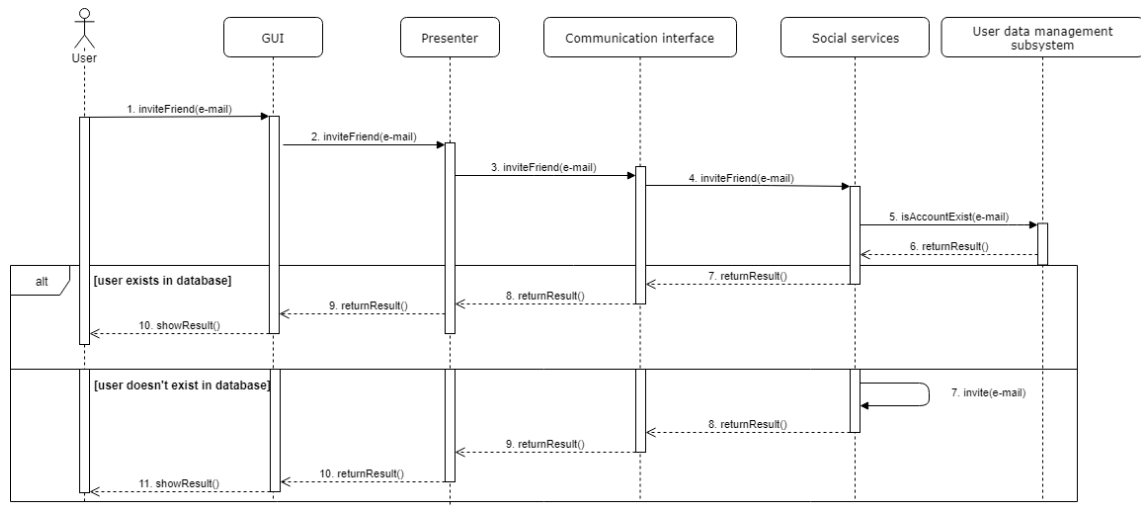 User
GUI
Presenter
Communication interface
Social services
User data management
subsystem
1. inviteFriend(e-mail)
2. inviteFriend(e-mail)
3. inviteFriend(e-mail)
4. inviteFriend(e-mail)
5. isAccountExist(e-mail)
6. returnResult()
alt
[user exists in database]
7. returnResult()
8. returnResult()
9. returnResult()
10. showResult()
[user doesn't exist in database]
7. invite(e-mail)
8. returnResult()
9. returnResult()
10. returnResult()
11. showResult()